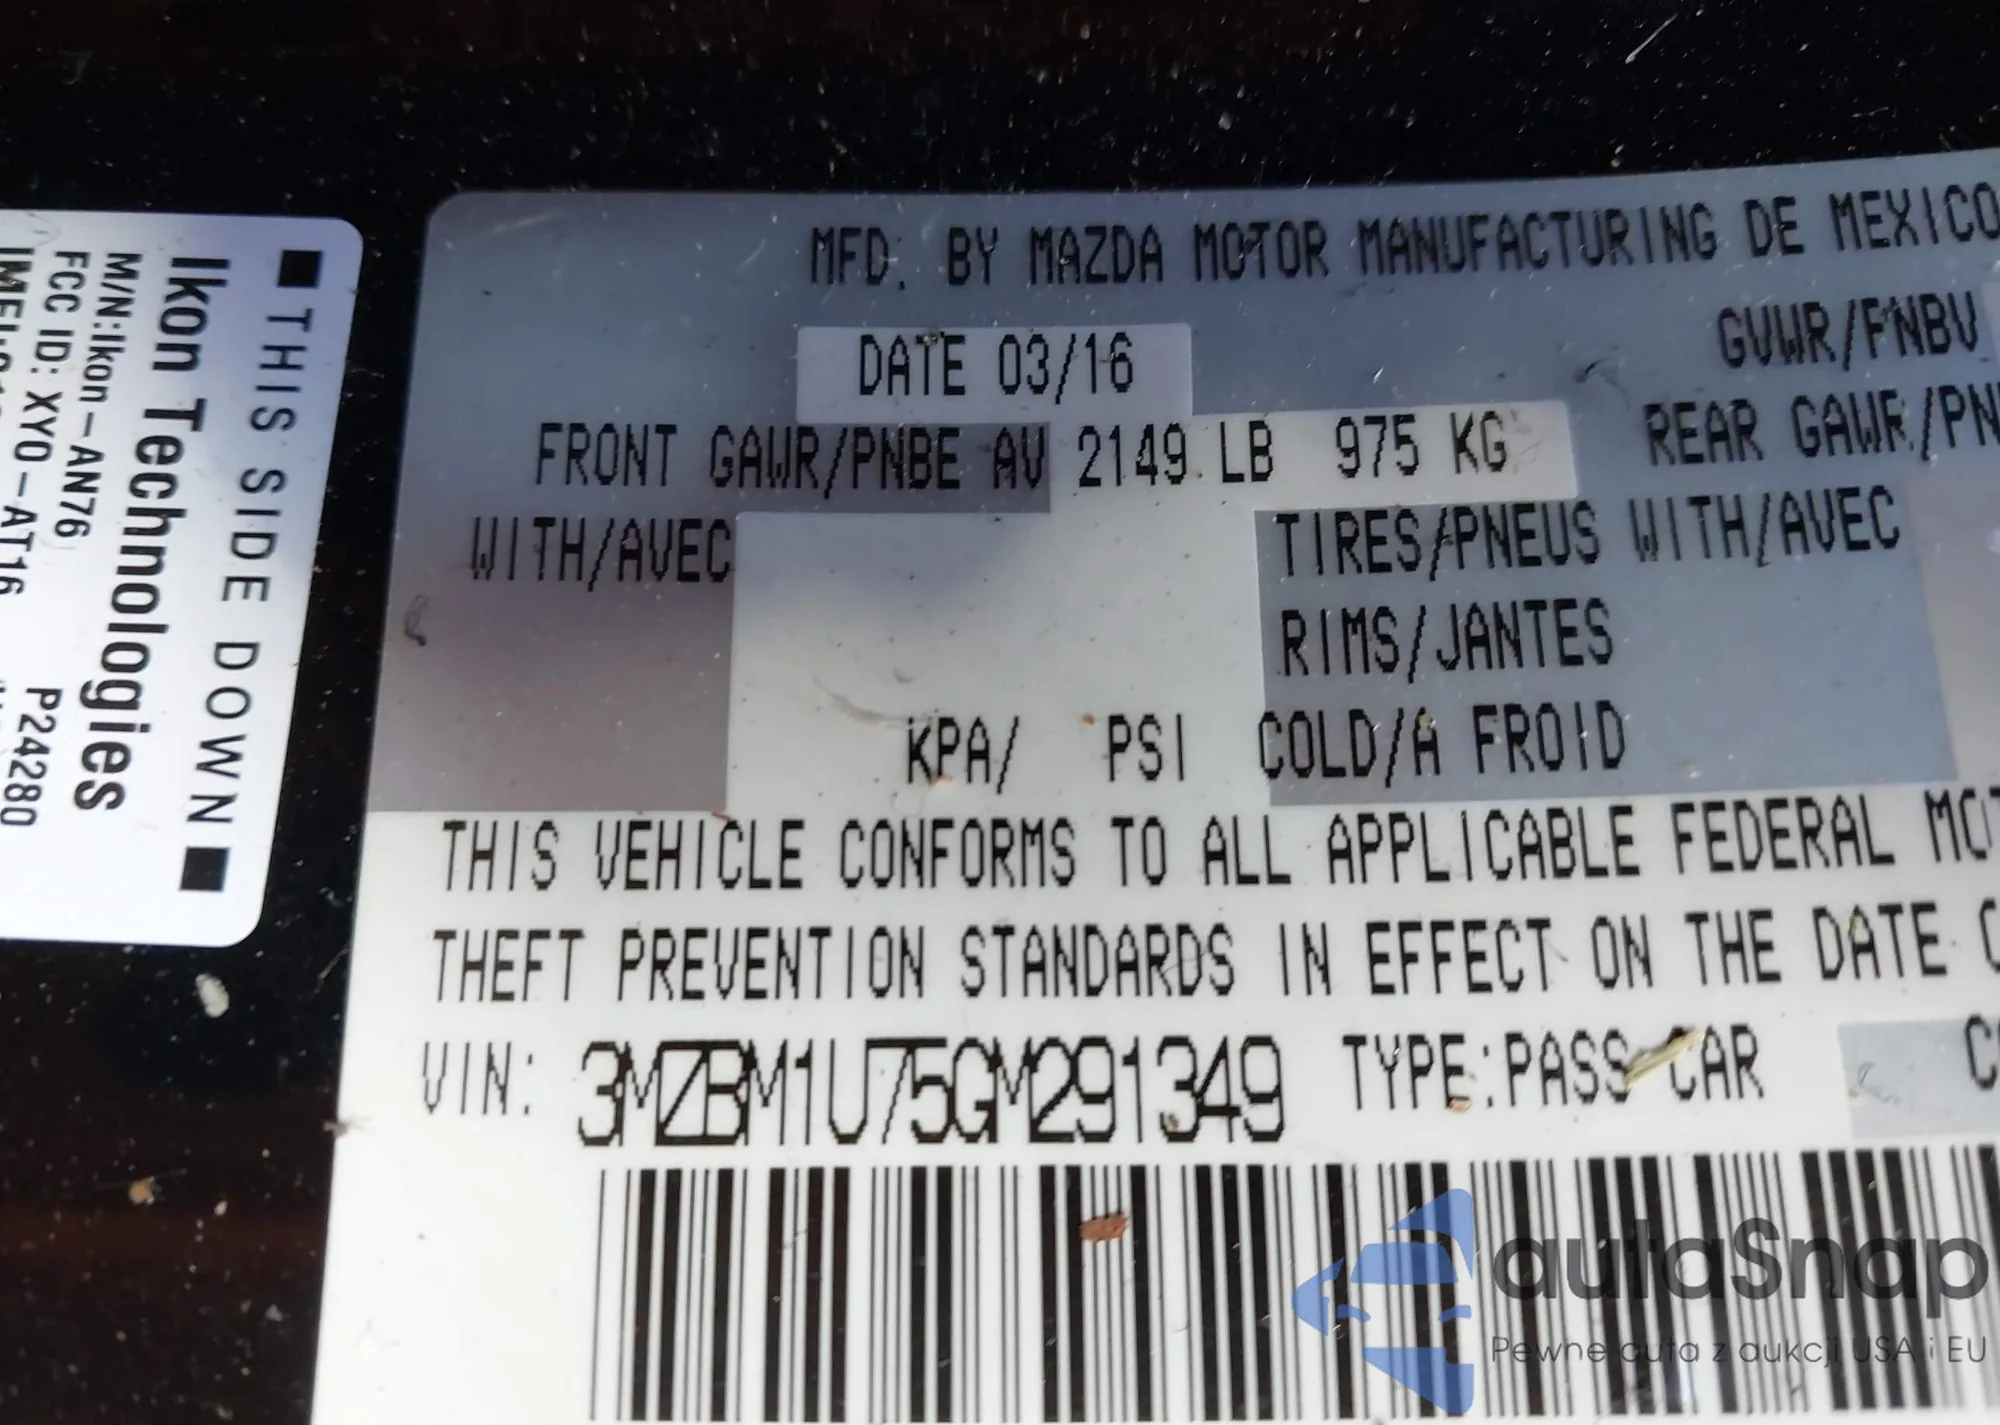 ■ THIS SIDE DOWN ■
Ikon Technologies
M/N:Ikon-AN76
FCC ID: XY0-AT16
P24280
MFD. BY MAZDA MOTOR MANUFACTURING DE MEXICO
DATE 03/16
GVWR/PNBV
FRONT GAWR/PNBE AV 2149 LB 975 KG
REAR GAWR/PN
WITH/AVEC
TIRES/PNEUS WITH/AVEC
RIMS/JANTES
KPA/ PSI COLD/A FROID
THIS VEHICLE CONFORMS TO ALL APPLICABLE FEDERAL MOT
THEFT PREVENTION STANDARDS IN EFFECT ON THE DATE
VIN: 3MZBM1U75GM291349 TYPE:PASS CAR
autaSnap
Pewne auta z aukcji USA i EU